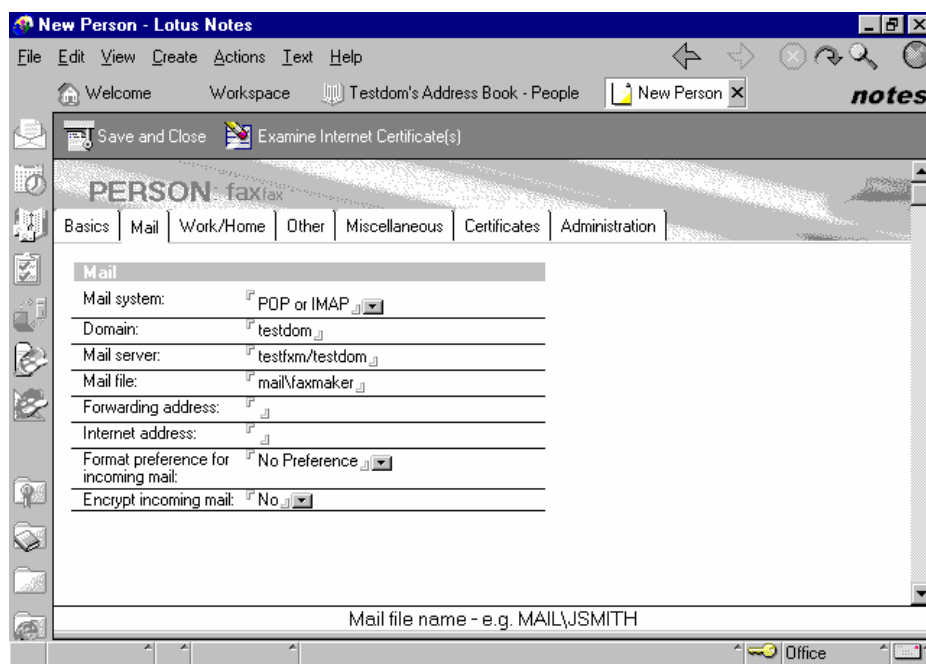 New Person - Lotus Notes
File Edit View Create Actions Text Help
Welcome Workspace Testdom's Address Book - People New Person notes
Save and Close Examine Internet Certificate(s)
PERSON: fax fax
Basics Mail Work/Home Other Miscellaneous Certificates Administration
Mail
Mail system: POP or IMAP
Domain: testdom
Mail server: testfxm/testdom
Mail file: mail\faxmaker
Forwarding address:
Internet address:
Format preference for No Preference
incoming mail:
Encrypt incoming mail: No
Mail file name - e.g. MAIL\JSMITH
Office